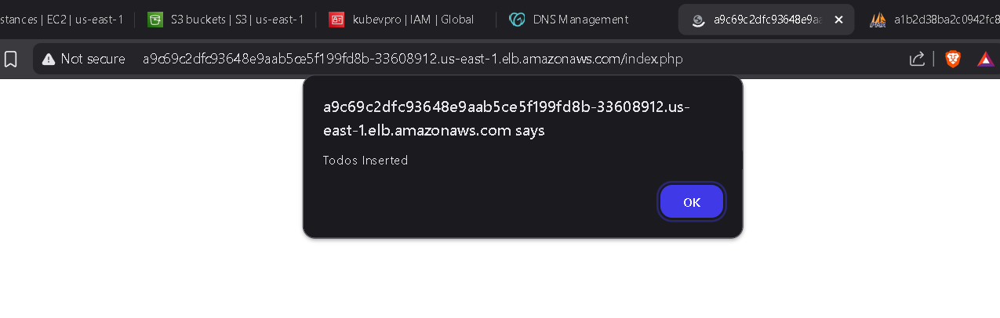 stances | EC2 | us-east-1 S3 buckets | S3 | us-east-1 kubevpro | IAM | Global DNS Management a9c69c2dfc93648e9aa a1b2d38ba2c0942fc8
Not secure a9c69c2dfc93648e9aab5ce5f199fd8b-33608912.us-east-1.elb.amazonaws.com/index.php
a9c69c2dfc93648e9aab5ce5f199fd8b-33608912.us-
east-1.elb.amazonaws.com says
Todos Inserted
OK